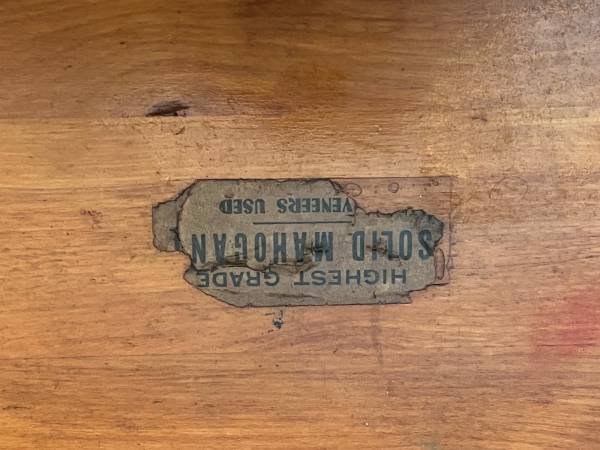 HIGHEST GRADE
SOLID MAHOGAN
VENEERS USED